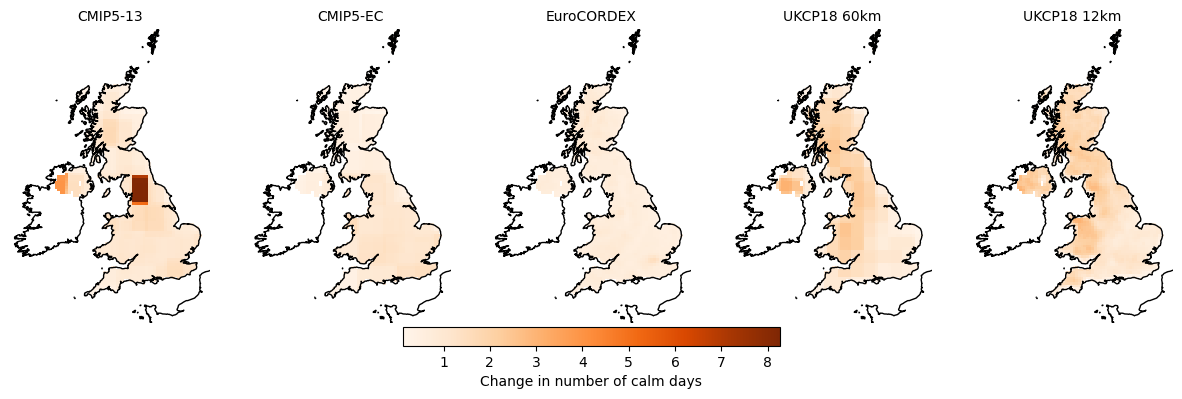 CMIP5-13
CMIP5-EC
EuroCORDEX
UKCP18 60km
UKCP18 12km
1 2 3 4 5 6 7 8
Change in number of calm days